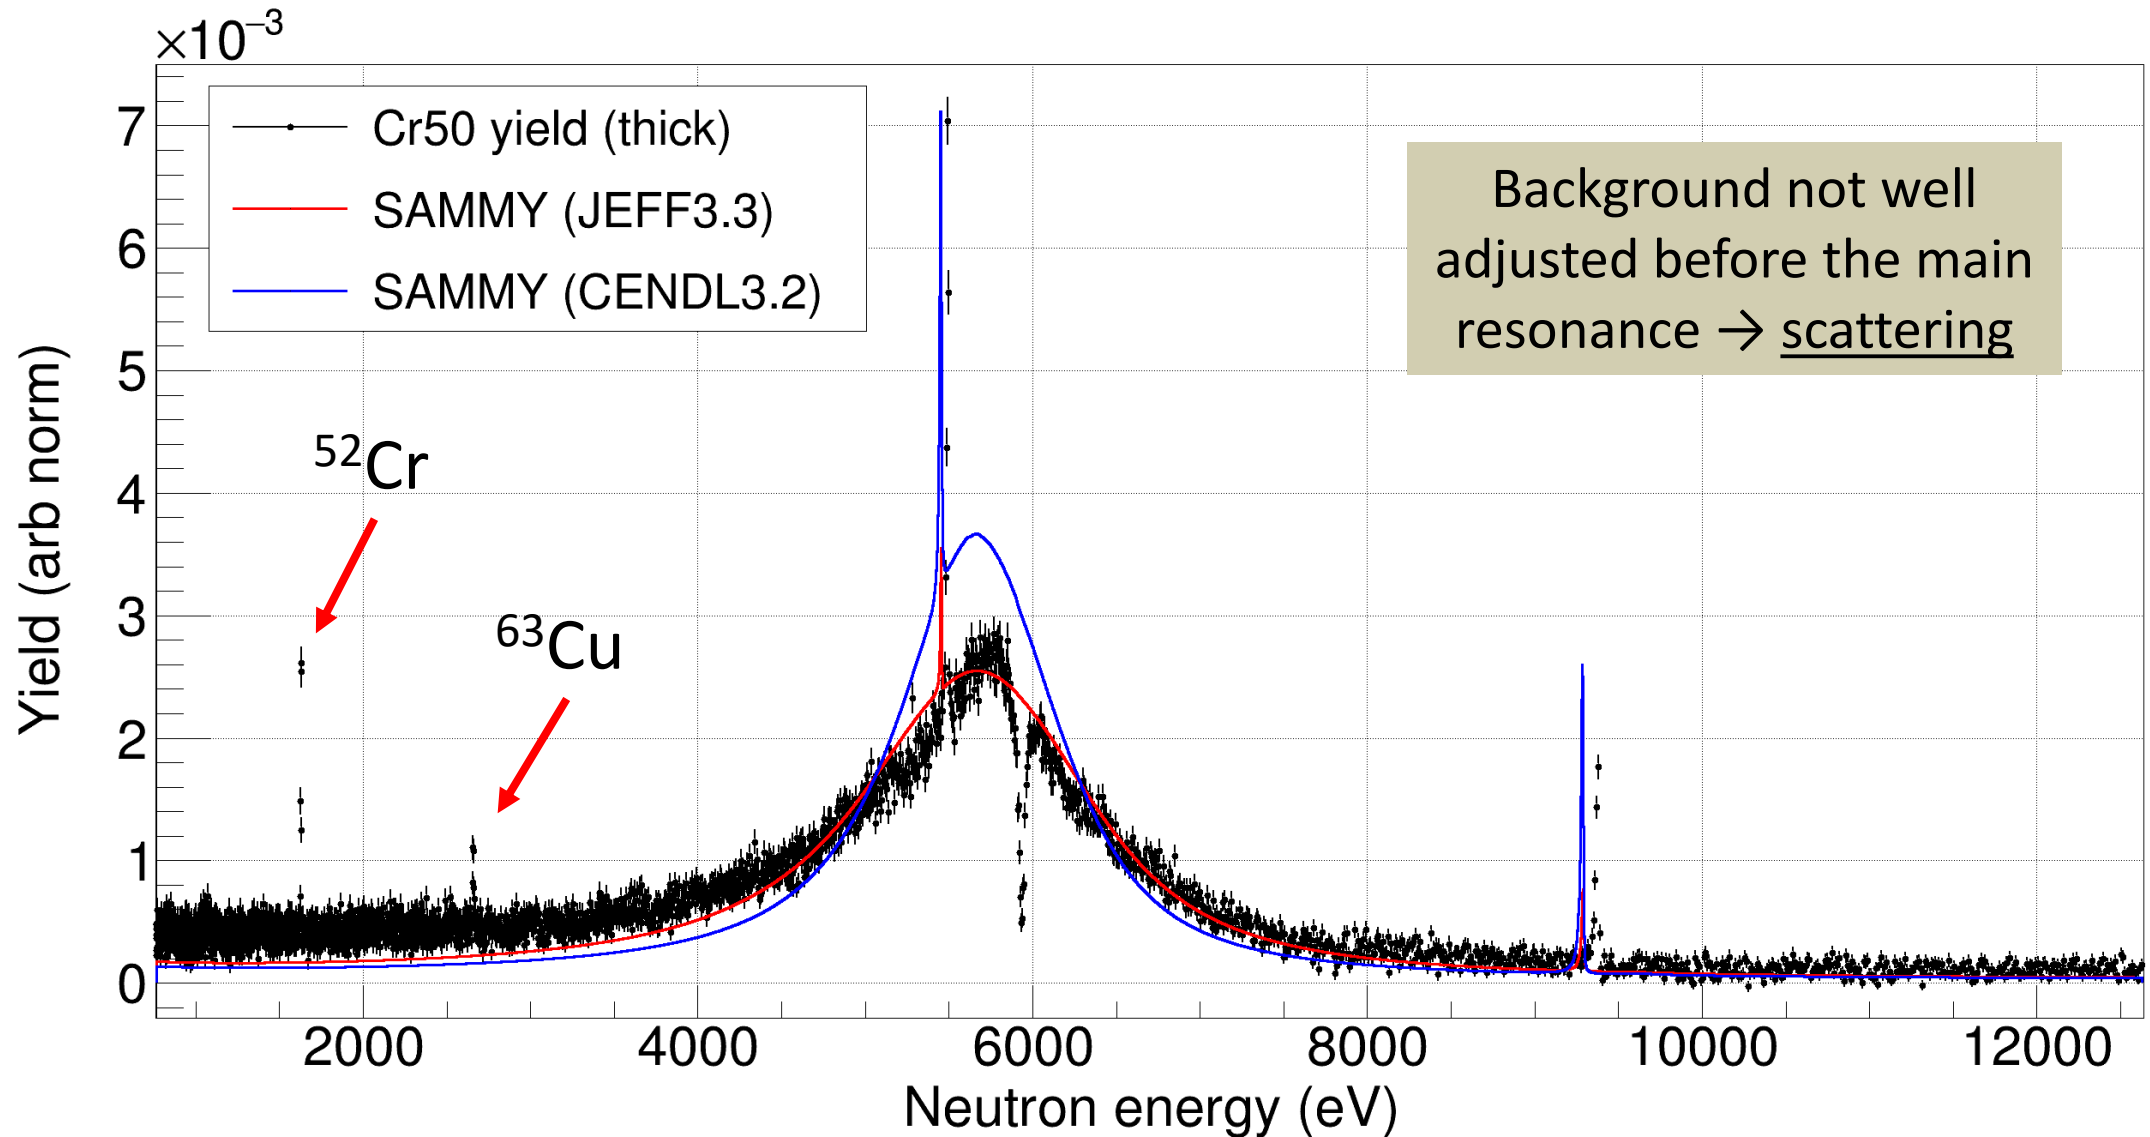 ×10⁻³
Cr50 yield (thick)
SAMMY (JEFF3.3)
SAMMY (CENDL3.2)
Background not well
adjusted before the main
resonance → scattering
⁵²Cr
⁶³Cu
Yield (arb norm)
7
6
5
4
3
2
1
0
2000 4000 6000 8000 10000 12000
Neutron energy (eV)